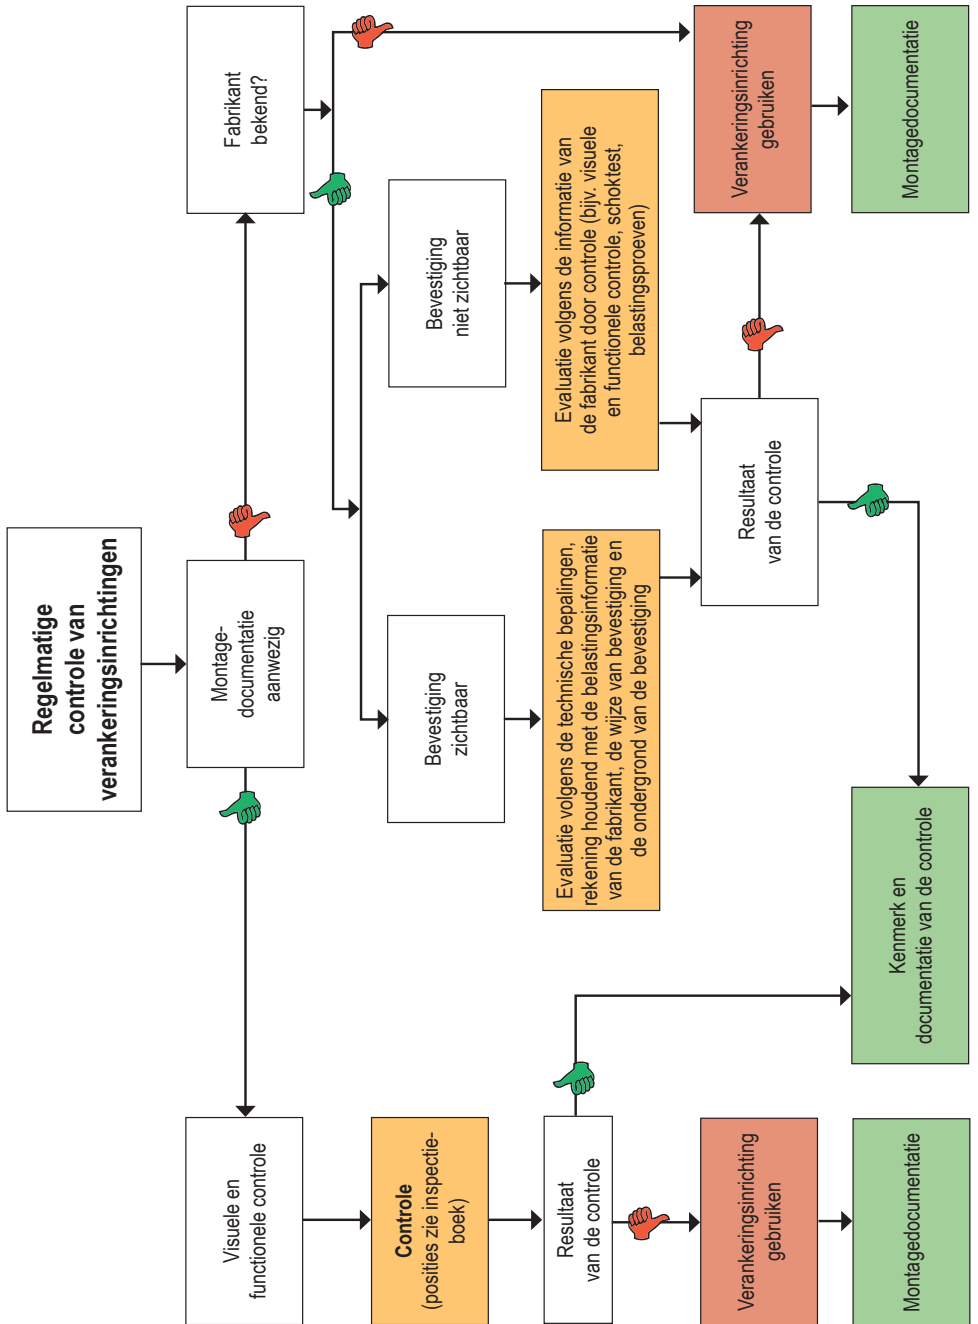 Regelmatige
controle van
verankeringsinrichtingen
Montage-
documentatie
aanwezig
Visuele en
functionele controle
Fabrikant
bekend?
Controle
(posities zie inspectie-
boek)
Bevestiging
zichtbaar
Bevestiging
niet zichtbaar
Resultaat
van de controle
Evaluatie volgens de technische bepalingen,
rekening houdend met de belastingsinformatie
van de fabrikant, de wijze van bevestiging en
de ondergrond van de bevestiging
Evaluatie volgens de informatie van
de fabrikant door controle (bijv. visuele
en functionele controle, schoktest,
belastingsproeven)
Verankeringsinrichting
gebruiken
Resultaat
van de controle
Verankeringsinrichting
gebruiken
Montagedocumentatie
Kenmerk en
documentatie van de controle
Montagedocumentatie